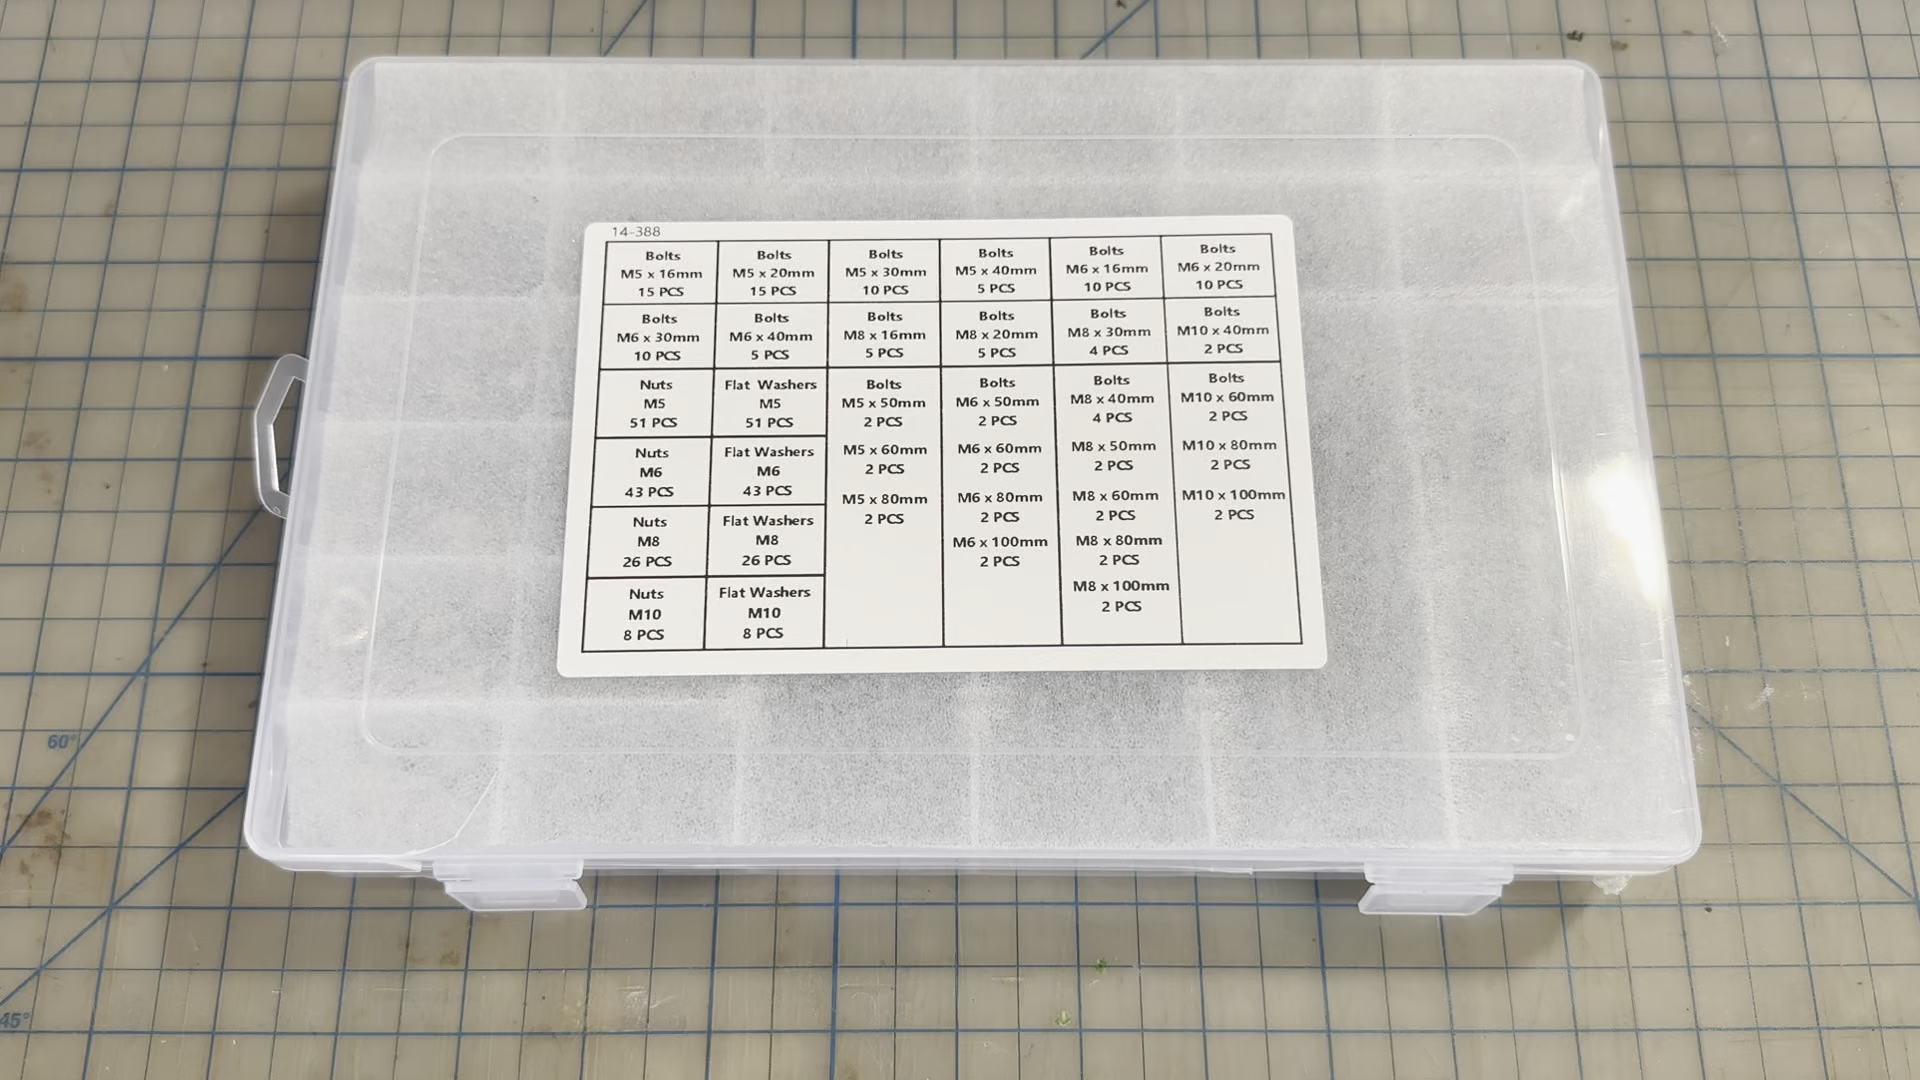 14-388
Bolts
M5 x 16mm
15 PCS
Bolts
M5 x 20mm
15 PCS
Bolts
M5 x 30mm
10 PCS
Bolts
M5 x 40mm
5 PCS
Bolts
M6 x 16mm
10 PCS
Bolts
M6 x 20mm
10 PCS
Bolts
M6 x 30mm
10 PCS
Bolts
M6 x 40mm
5 PCS
Bolts
M8 x 16mm
5 PCS
Bolts
M8 x 20mm
5 PCS
Bolts
M8 x 30mm
4 PCS
Bolts
M10 x 40mm
2 PCS
Nuts
M5
51 PCS
Flat Washers
M5
51 PCS
Bolts
M5 x 50mm
2 PCS
M5 x 60mm
2 PCS
M5 x 80mm
2 PCS
Bolts
M6 x 50mm
2 PCS
M6 x 60mm
2 PCS
M6 x 80mm
2 PCS
M6 x 100mm
2 PCS
Bolts
M8 x 40mm
4 PCS
M8 x 50mm
2 PCS
M8 x 60mm
2 PCS
M8 x 80mm
2 PCS
M8 x 100mm
2 PCS
Bolts
M10 x 60mm
2 PCS
M10 x 80mm
2 PCS
M10 x 100mm
2 PCS
Nuts
M6
43 PCS
Flat Washers
M6
43 PCS
Nuts
M8
26 PCS
Flat Washers
M8
26 PCS
Nuts
M10
8 PCS
Flat Washers
M10
8 PCS
60°
45°